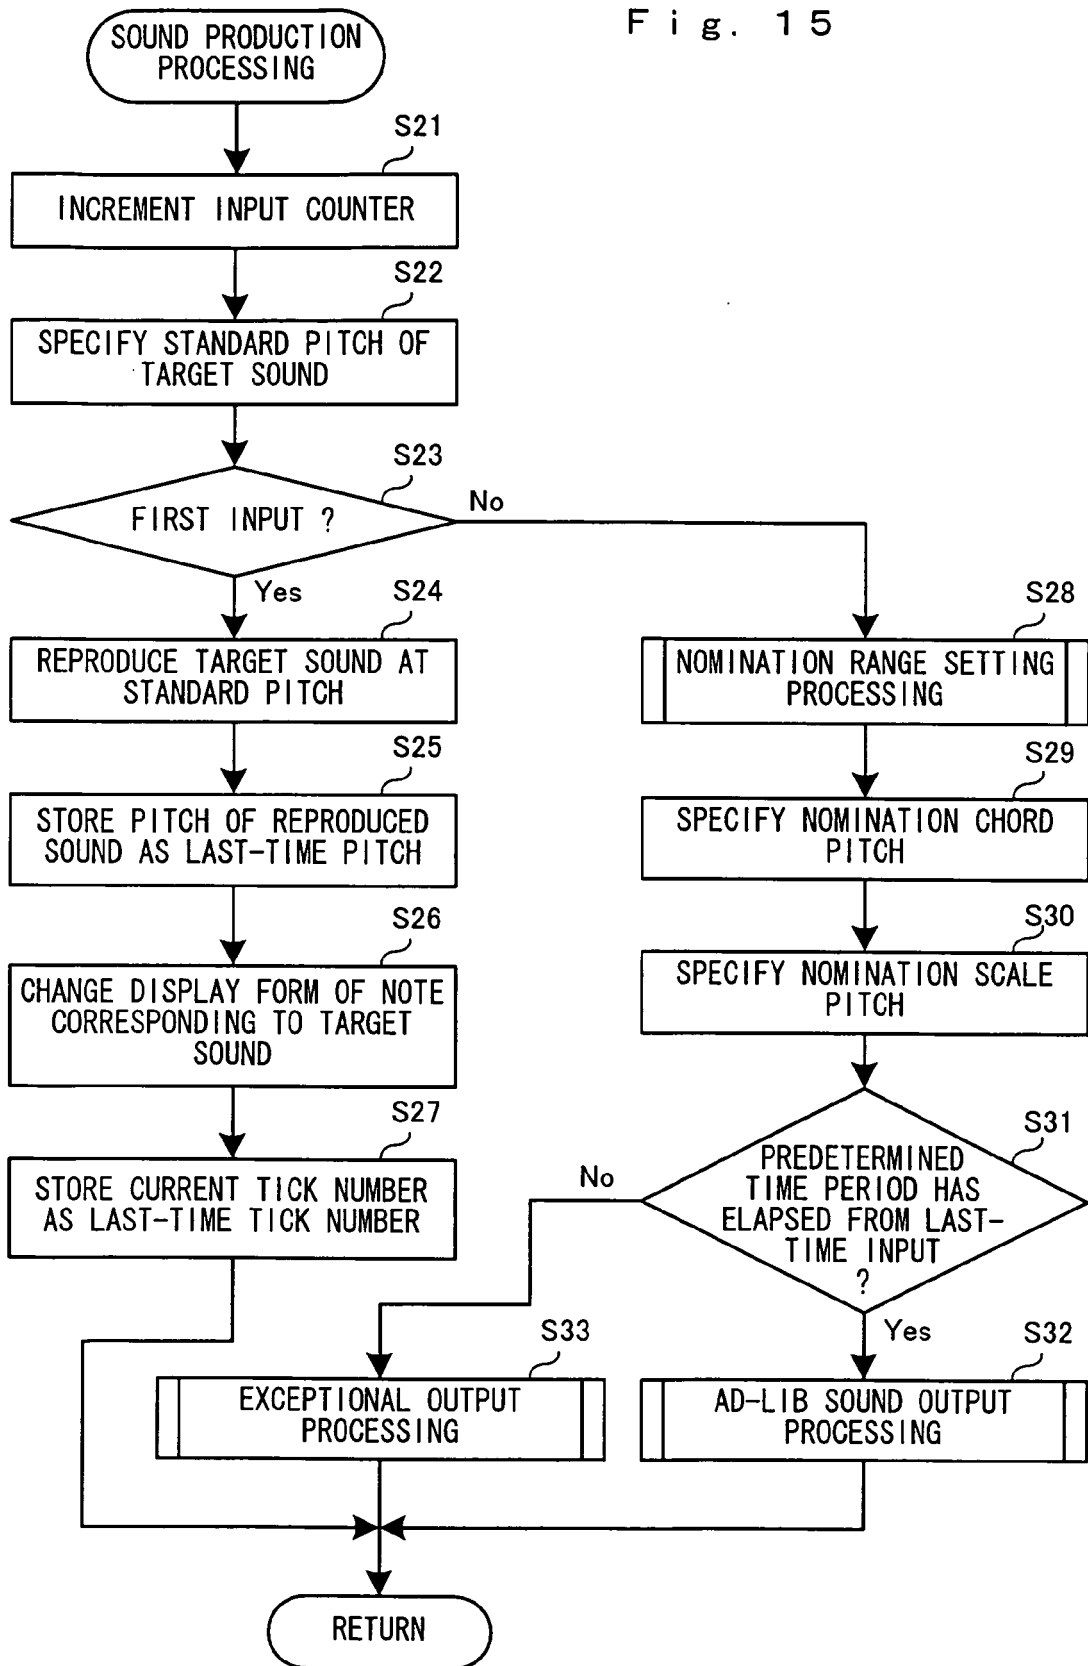 Fig. 15
SOUND PRODUCTION
PROCESSING
S21
INCREMENT INPUT COUNTER
S22
SPECIFY STANDARD PITCH OF
TARGET SOUND
S23
FIRST INPUT ?
No
Yes
S24
REPRODUCE TARGET SOUND AT
STANDARD PITCH
S25
STORE PITCH OF REPRODUCED
SOUND AS LAST-TIME PITCH
S26
CHANGE DISPLAY FORM OF NOTE
CORRESPONDING TO TARGET
SOUND
S27
STORE CURRENT TICK NUMBER
AS LAST-TIME TICK NUMBER
S28
NOMINATION RANGE SETTING
PROCESSING
S29
SPECIFY NOMINATION CHORD
PITCH
S30
SPECIFY NOMINATION SCALE
PITCH
S31
PREDETERMINED
TIME PERIOD HAS
ELAPSED FROM LAST-
TIME INPUT
?
No
Yes
S33
EXCEPTIONAL OUTPUT
PROCESSING
S32
AD-LIB SOUND OUTPUT
PROCESSING
RETURN